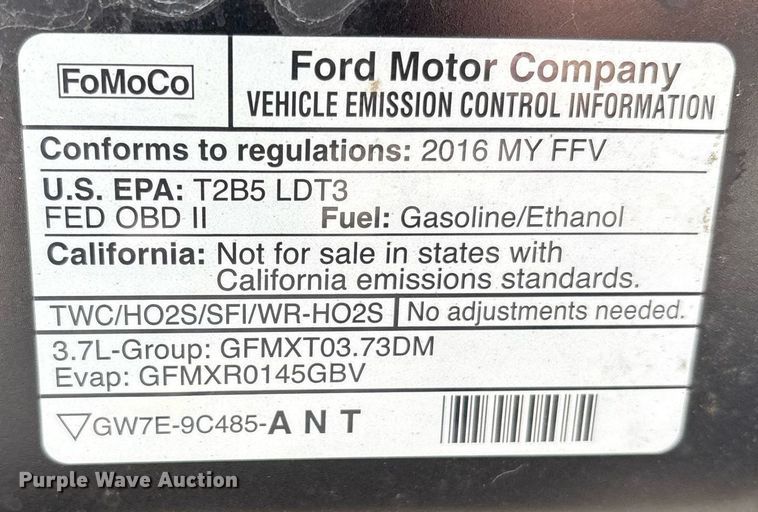 FoMoCo
Ford Motor Company
VEHICLE EMISSION CONTROL INFORMATION
Conforms to regulations: 2016 MY FFV
U.S. EPA: T2B5 LDT3
FED OBD II Fuel: Gasoline/Ethanol
California: Not for sale in states with
California emissions standards.
TWC/HO2S/SFI/WR-HO2S No adjustments needed.
3.7L-Group: GFMXT03.73DM
Evap: GFMXR0145GBV
GW7E-9C485-A N T
Purple Wave Auction